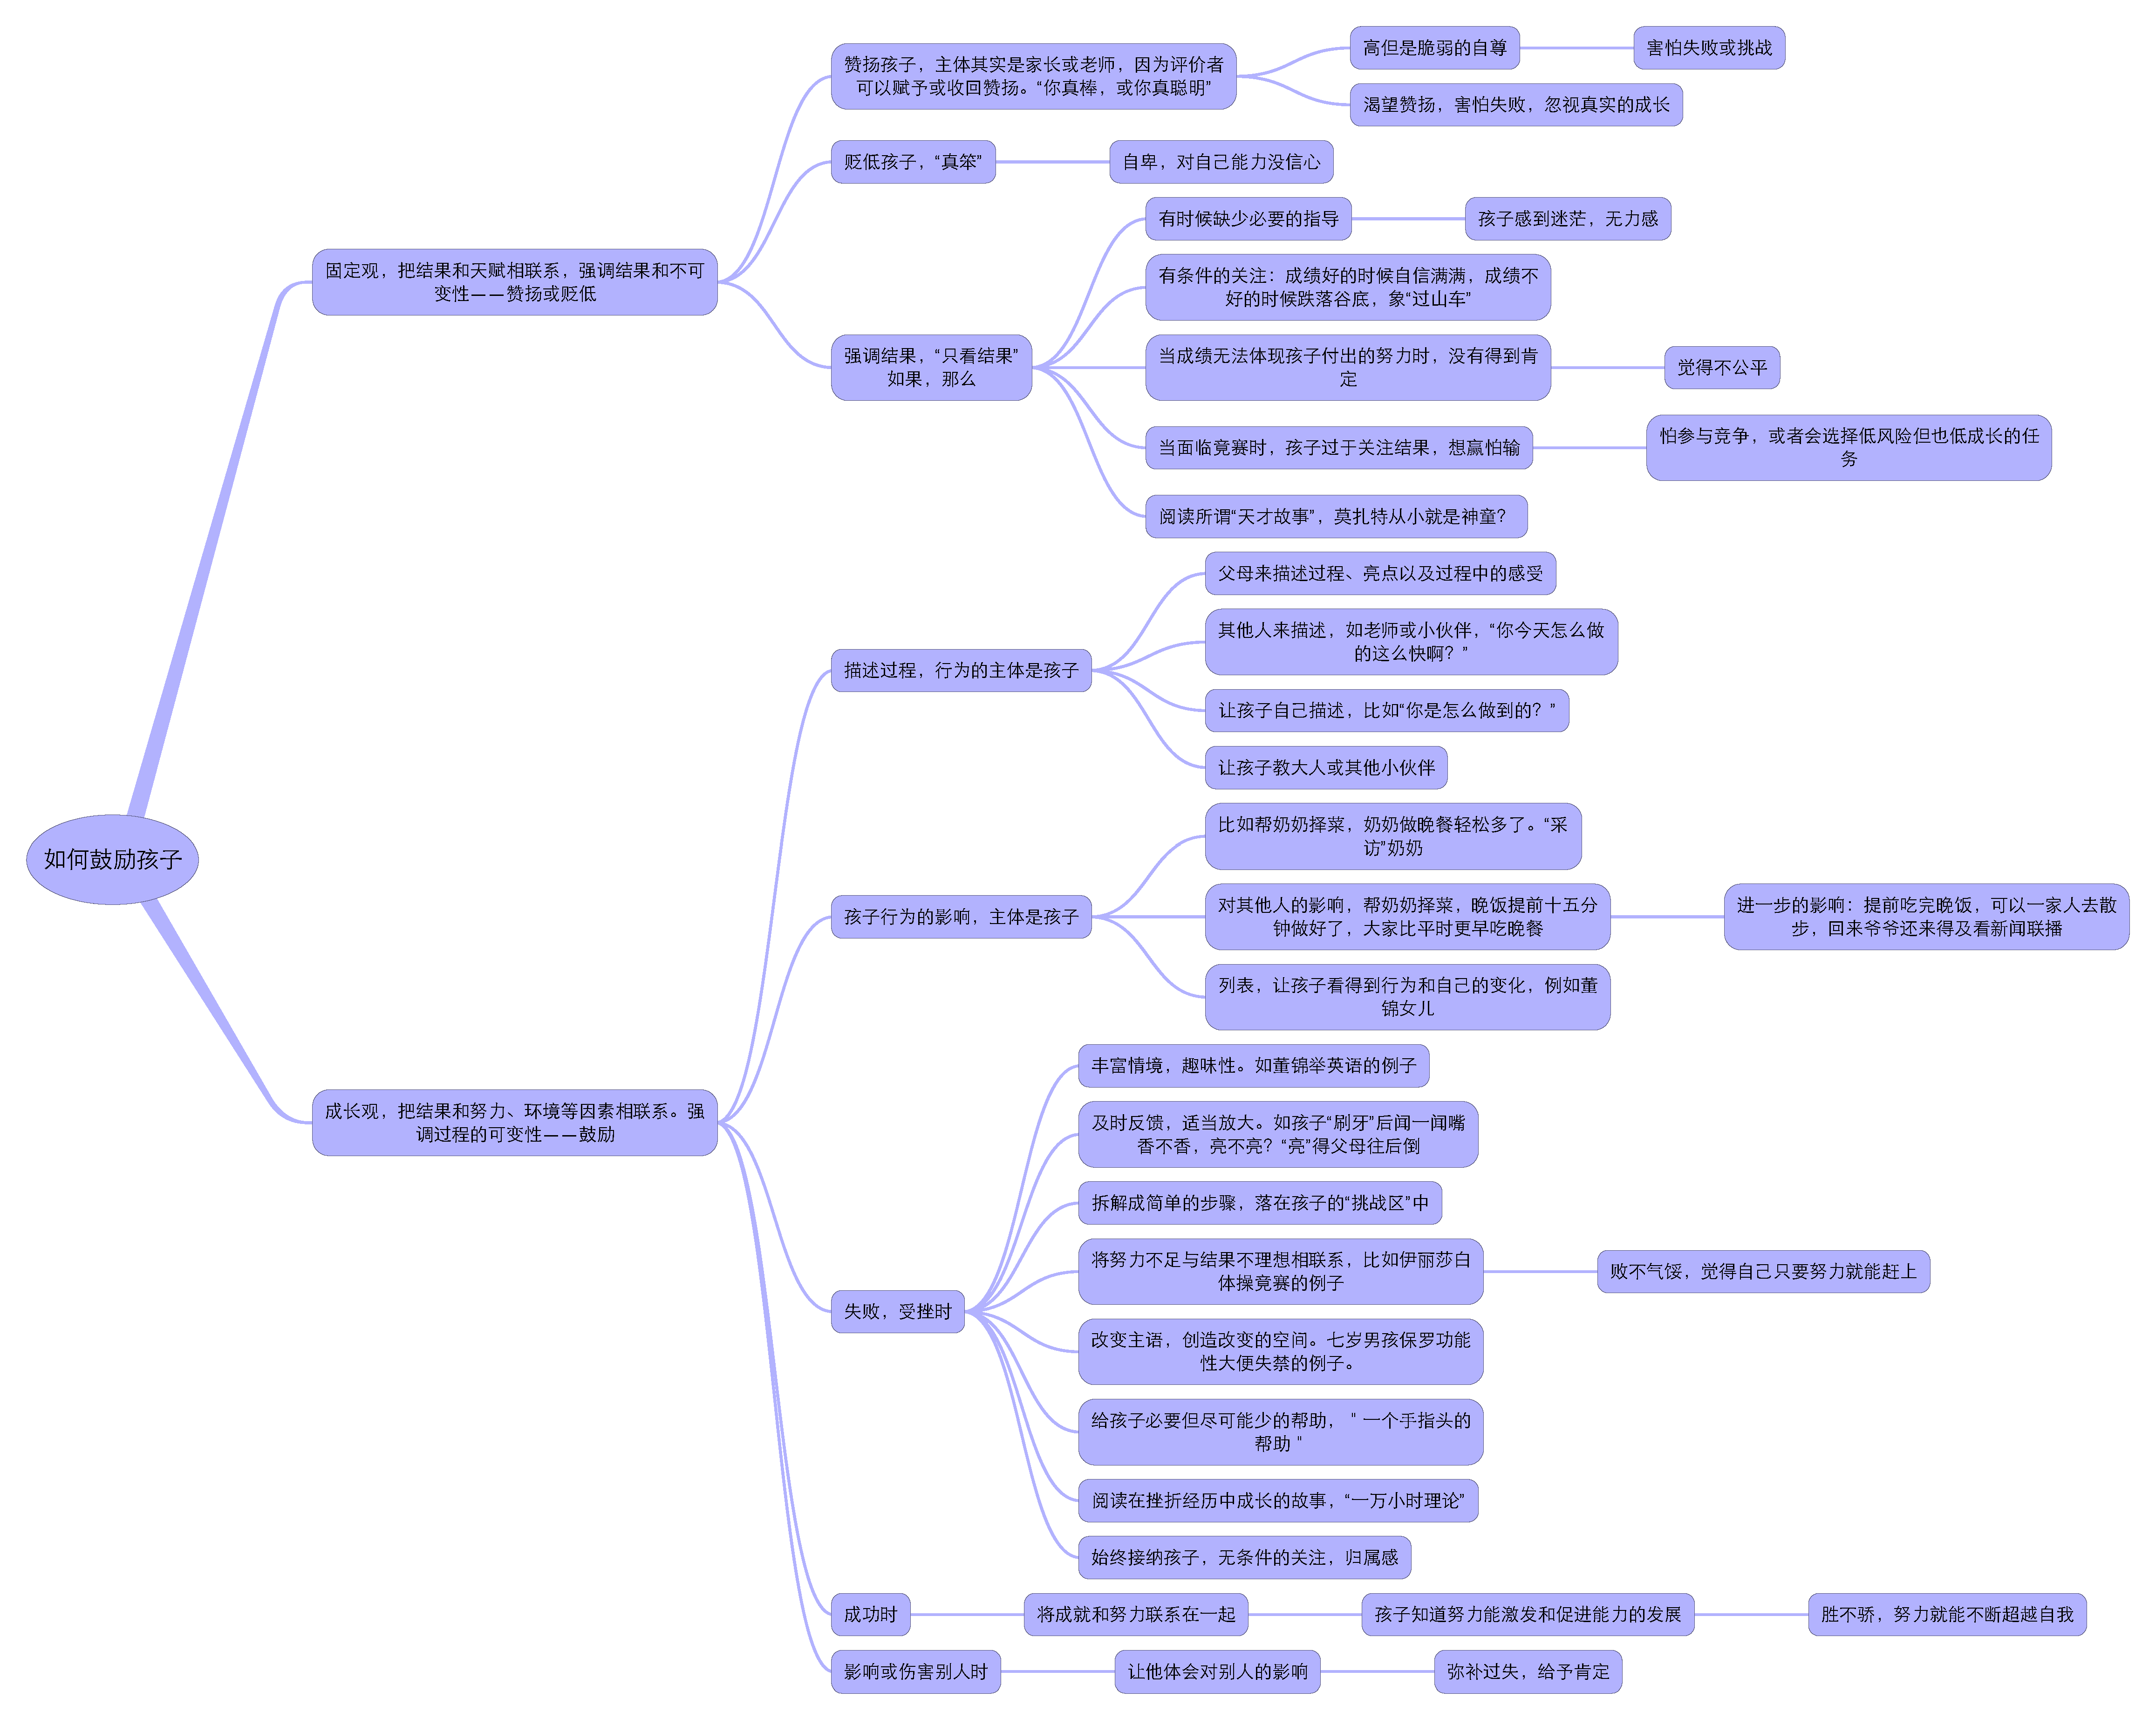 如何鼓励孩子
固定观，把结果和天赋相联系，强调结果和不可
变性——赞扬或贬低
赞扬孩子，主体其实是家长或老师，因为评价者
可以赋予或收回赞扬。“你真棒，或你真聪明”
高但是脆弱的自尊
害怕失败或挑战
渴望赞扬，害怕失败，忽视真实的成长
贬低孩子，“真笨”
自卑，对自己能力没信心
强调结果，“只看结果”
如果，那么
有时候缺少必要的指导
孩子感到迷茫，无力感
有条件的关注：成绩好的时候自信满满，成绩不
好的时候跌落谷底，象“过山车”
当成绩无法体现孩子付出的努力时，没有得到肯
定
觉得不公平
当面临竟赛时，孩子过于关注结果，想赢怕输
怕参与竞争，或者会选择低风险但也低成长的任
务
阅读所谓“天才故事”，莫扎特从小就是神童？
成长观，把结果和努力、环境等因素相联系。强
调过程的可变性——鼓励
描述过程，行为的主体是孩子
父母来描述过程、亮点以及过程中的感受
其他人来描述，如老师或小伙伴，“你今天怎么做
的这么快啊？”
让孩子自己描述，比如“你是怎么做到的？”
让孩子教大人或其他小伙伴
孩子行为的影响，主体是孩子
比如帮奶奶择菜，奶奶做晚餐轻松多了。“采
访”奶奶
对其他人的影响，帮奶奶择菜，晚饭提前十五分
钟做好了，大家比平时更早吃晚餐
进一步的影响：提前吃完晚饭，可以一家人去散
步，回来爷爷还来得及看新闻联播
列表，让孩子看得到行为和自己的变化，例如董
锦女儿
失败，受挫时
丰富情境，趣味性。如董锦举英语的例子
及时反馈，适当放大。如孩子“刷牙”后闻一闻嘴
香不香，亮不亮？“亮”得父母往后倒
拆解成简单的步骤，落在孩子的“挑战区”中
将努力不足与结果不理想相联系，比如伊丽莎白
体操竟赛的例子
败不气馁，觉得自己只要努力就能赶上
改变主语，创造改变的空间。七岁男孩保罗功能
性大便失禁的例子。
给孩子必要但尽可能少的帮助，＂一个手指头的
帮助＂
阅读在挫折经历中成长的故事，“一万小时理论”
始终接纳孩子，无条件的关注，归属感
成功时
将成就和努力联系在一起
孩子知道努力能激发和促进能力的发展
胜不骄，努力就能不断超越自我
影响或伤害别人时
让他体会对别人的影响
弥补过失，给予肯定